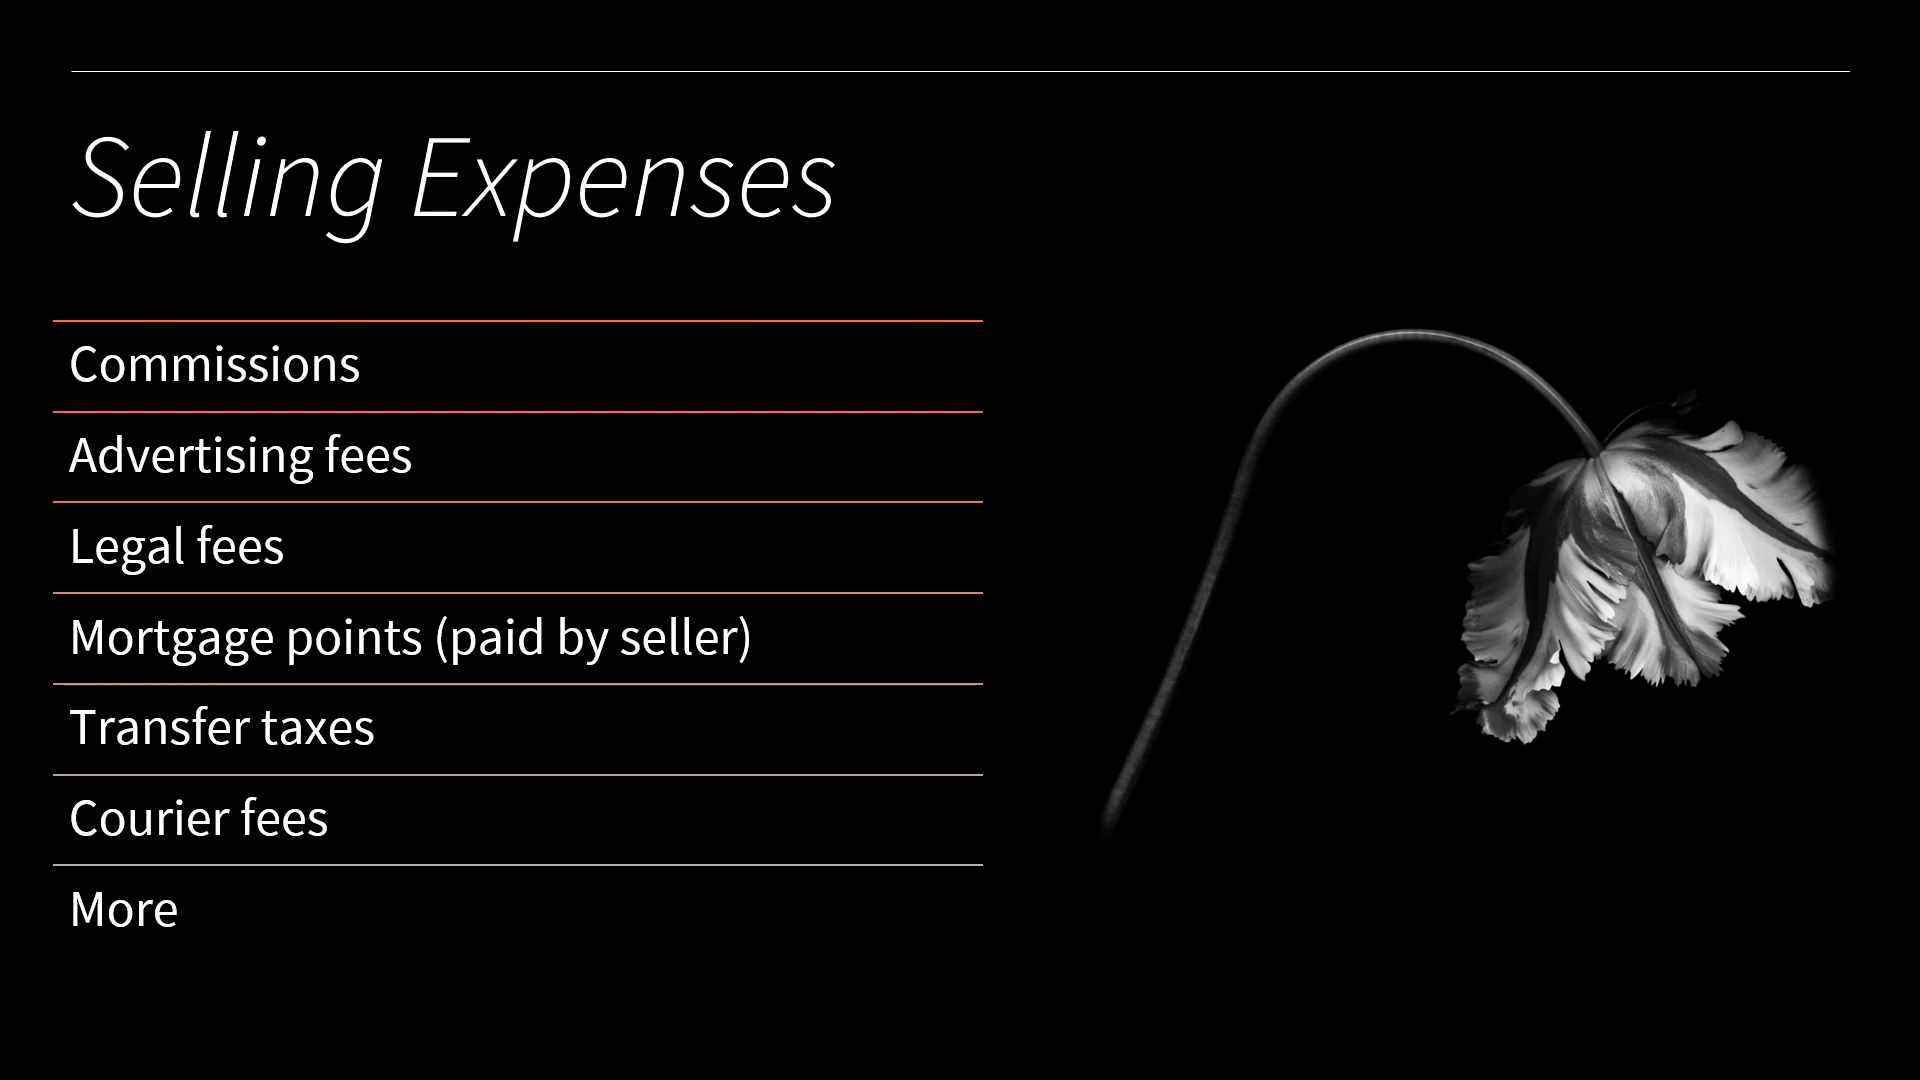 Selling Expenses
Commissions
Advertising fees
Legal fees
Mortgage points (paid by seller)
Transfer taxes
Courier fees
More